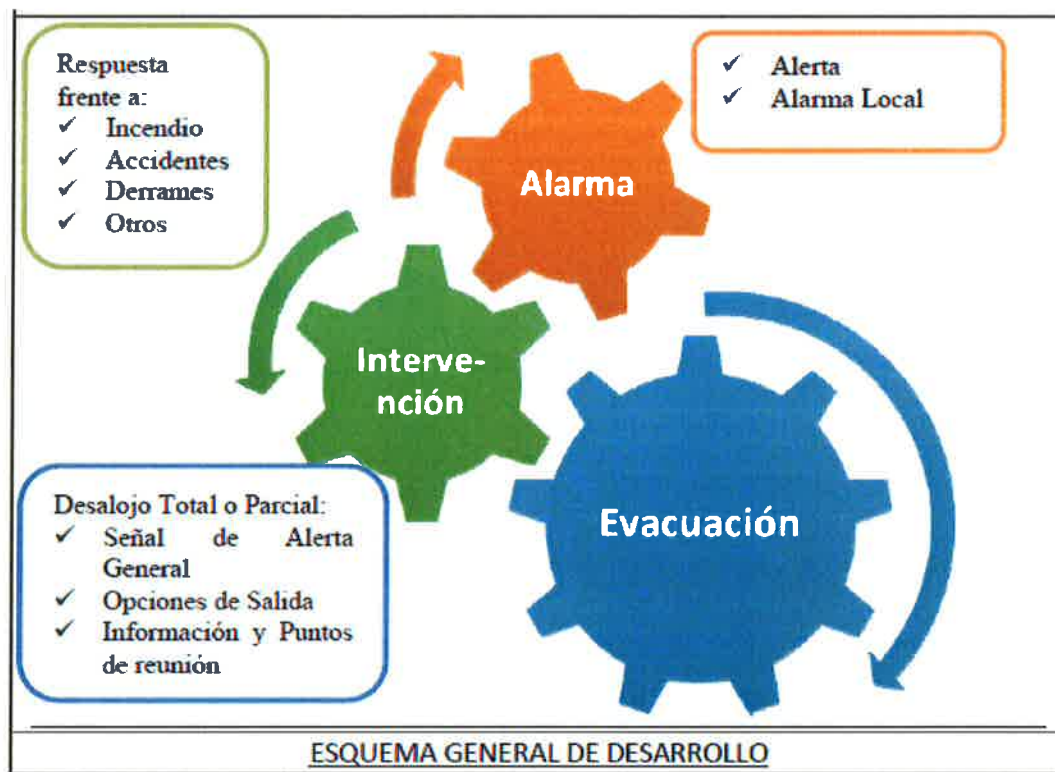 Respuesta
frente a:
✓ Incendio
✓ Accidentes
✓ Derrames
✓ Otros
✓ Alerta
✓ Alarma Local
Alarma
Interve-
nción
Evacuación
Desalojo Total o Parcial:
✓ Señal de Alerta
General
✓ Opciones de Salida
✓ Información y Puntos
de reunión
ESQUEMA GENERAL DE DESARROLLO